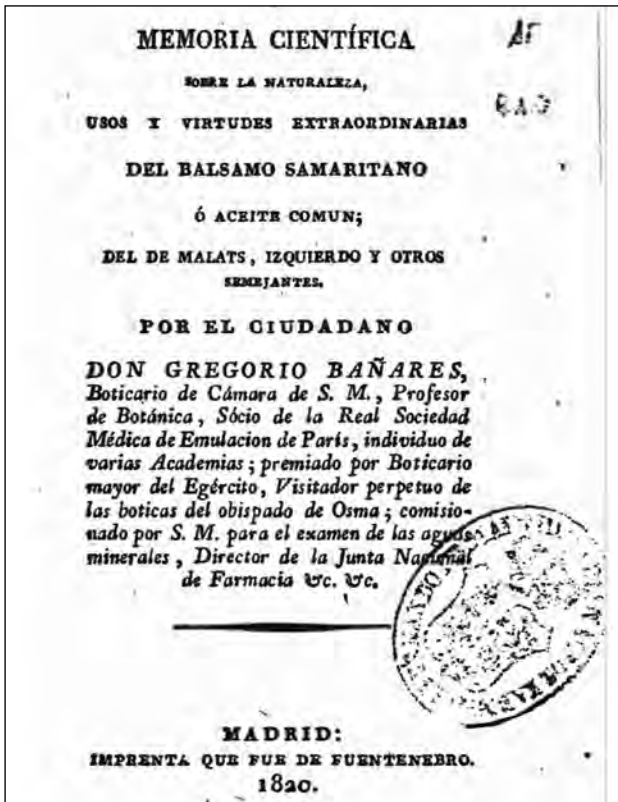 MEMORIA CIENTÍFICA
SOBRE LA NATURALEZA,
USOS Y VIRTUDES EXTRAORDINARIAS
DEL BALSAMO SAMARITANO
Ó ACEITE COMUN;
DEL DE MALATS, IZQUIERDO Y OTROS
SEMEJANTES.
POR EL CIUDADANO
DON GREGORIO BAÑARES,
Boticario de Cámara de S. M., Profesor
de Botánica, Sócio de la Real Sociedad
Médica de Emulacion de París, individuo de
varias Academias; premiado por Boticario
mayor del Egército, Visitador perpetuo de
las boticas del obispado de Osma; comisio-
nado por S. M. para el examen de las aguas
minerales, Director de la Junta Nacional
de Farmacia &c. &c.
MADRID:
IMPRENTA QUE FUE DE FUENTENEBRO.
1820.